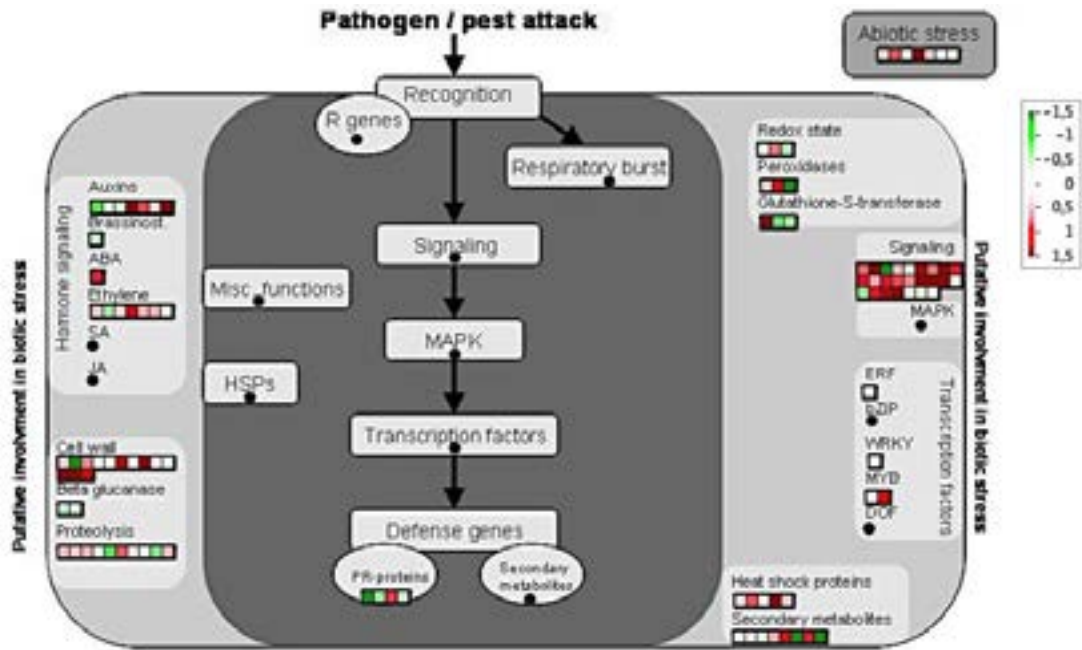 Pathogen / pest attack
Abiotic stress
Recognition
R genes
Respiratory burst
Redox state
Peroxidases
Glutathione-S-transferase
-1,5
-1
-0,5
0
0,5
1
1,5
Hormone signaling
Auxins
Brassinost.
ABA
Ethylene
SA
JA
Signaling
Misc. functions
MAPK
HSPs
Transcription factors
Defense genes
PR-proteins
Secondary
metabolites
Signaling
MAPK
ERF
bZIP
WRKY
MYB
DOF
Transcription factors
Cell wall
Beta glucanase
Proteolysis
Heat shock proteins
Secondary metabolites
Putative involvment in biotic stress
Putative involvment in biotic stress